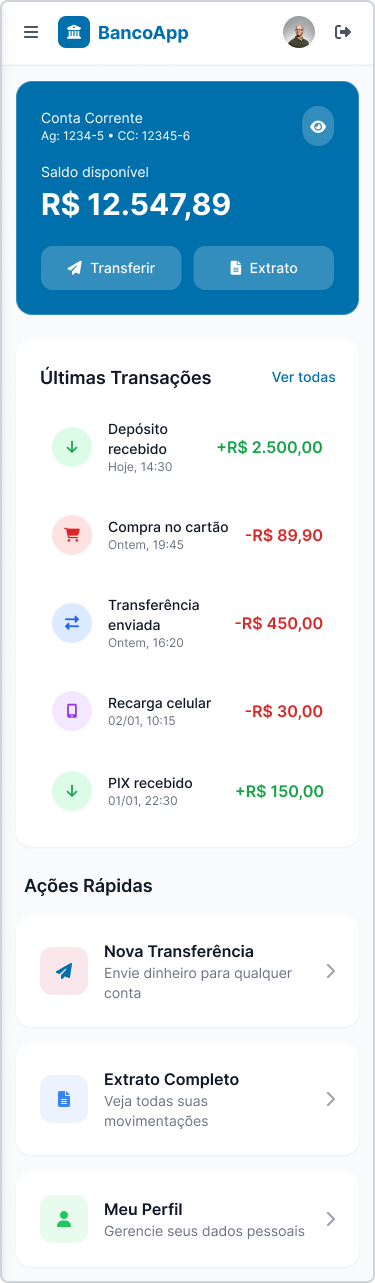 BancoApp
Conta Corrente
Ag: 1234-5 • CC: 12345-6
Saldo disponível
R$ 12.547,89
Transferir
Extrato
Últimas Transações
Ver todas
Depósito
recebido
+R$ 2.500,00
Hoje, 14:30
Compra no cartão
-R$ 89,90
Ontem, 19:45
Transferência
enviada
-R$ 450,00
Ontem, 16:20
Recarga celular
-R$ 30,00
02/01, 10:15
PIX recebido
+R$ 150,00
01/01, 22:30
Ações Rápidas
Nova Transferência
Envie dinheiro para qualquer
conta
Extrato Completo
Veja todas suas
movimentações
Meu Perfil
Gerencie seus dados pessoais